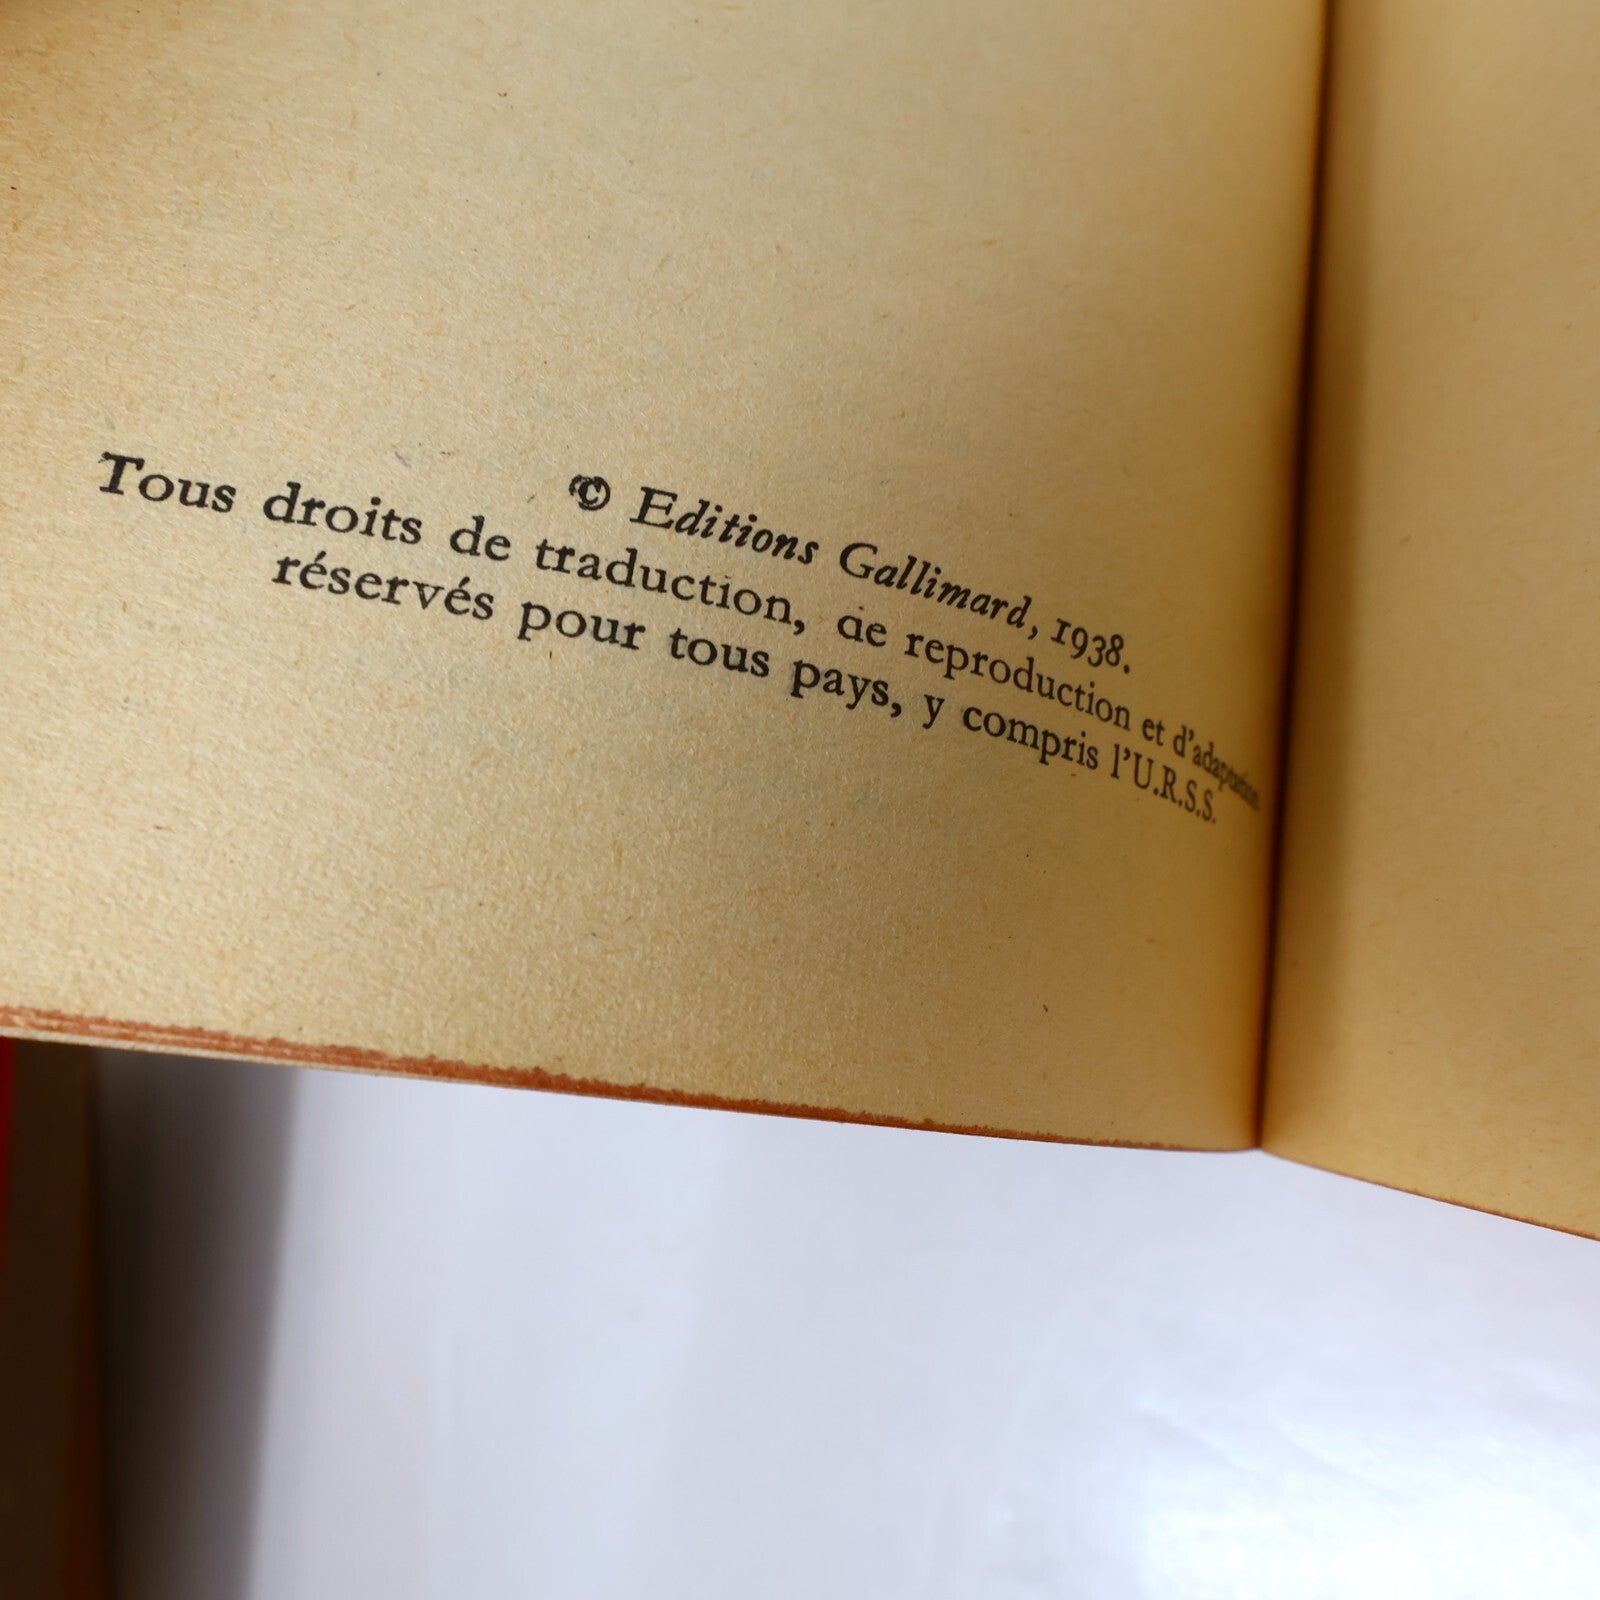 © Editions Gallimard, 1938.
Tous droits de traduction, de reproduction et d'adaptation
réservés pour tous pays, y compris l'U.R.S.S.